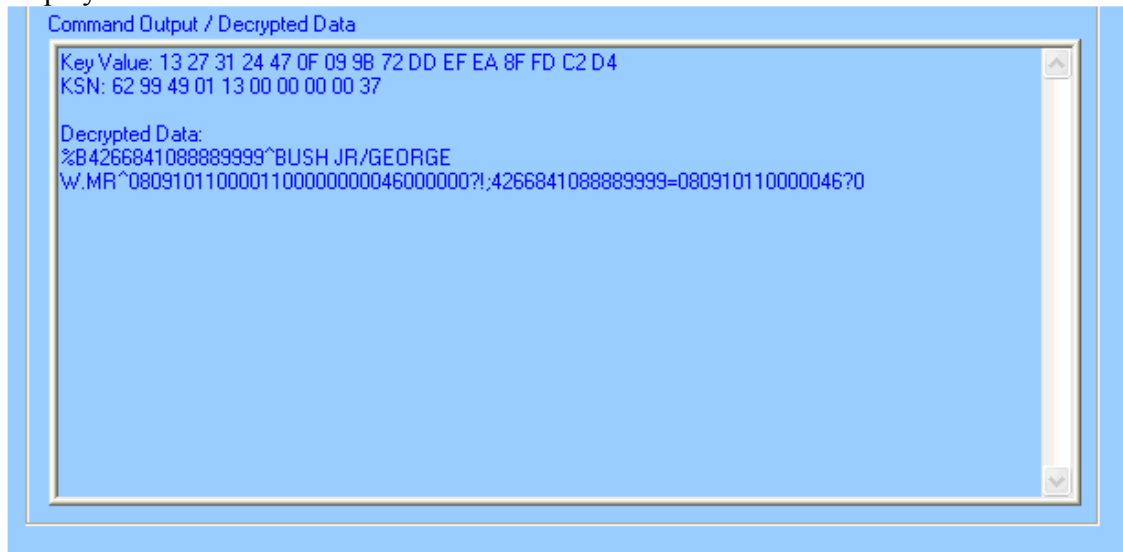 Command Output / Decrypted Data
Key Value: 13 27 31 24 47 0F 09 9B 72 DD EF EA 8F FD C2 D4
KSN: 62 99 49 01 13 00 00 00 00 37
Decrypted Data:
%B4266841088889999^BUSH JR/GEORGE
W.MR^0809101100001100000000046000000?!;4266841088889999=080910110000046?0